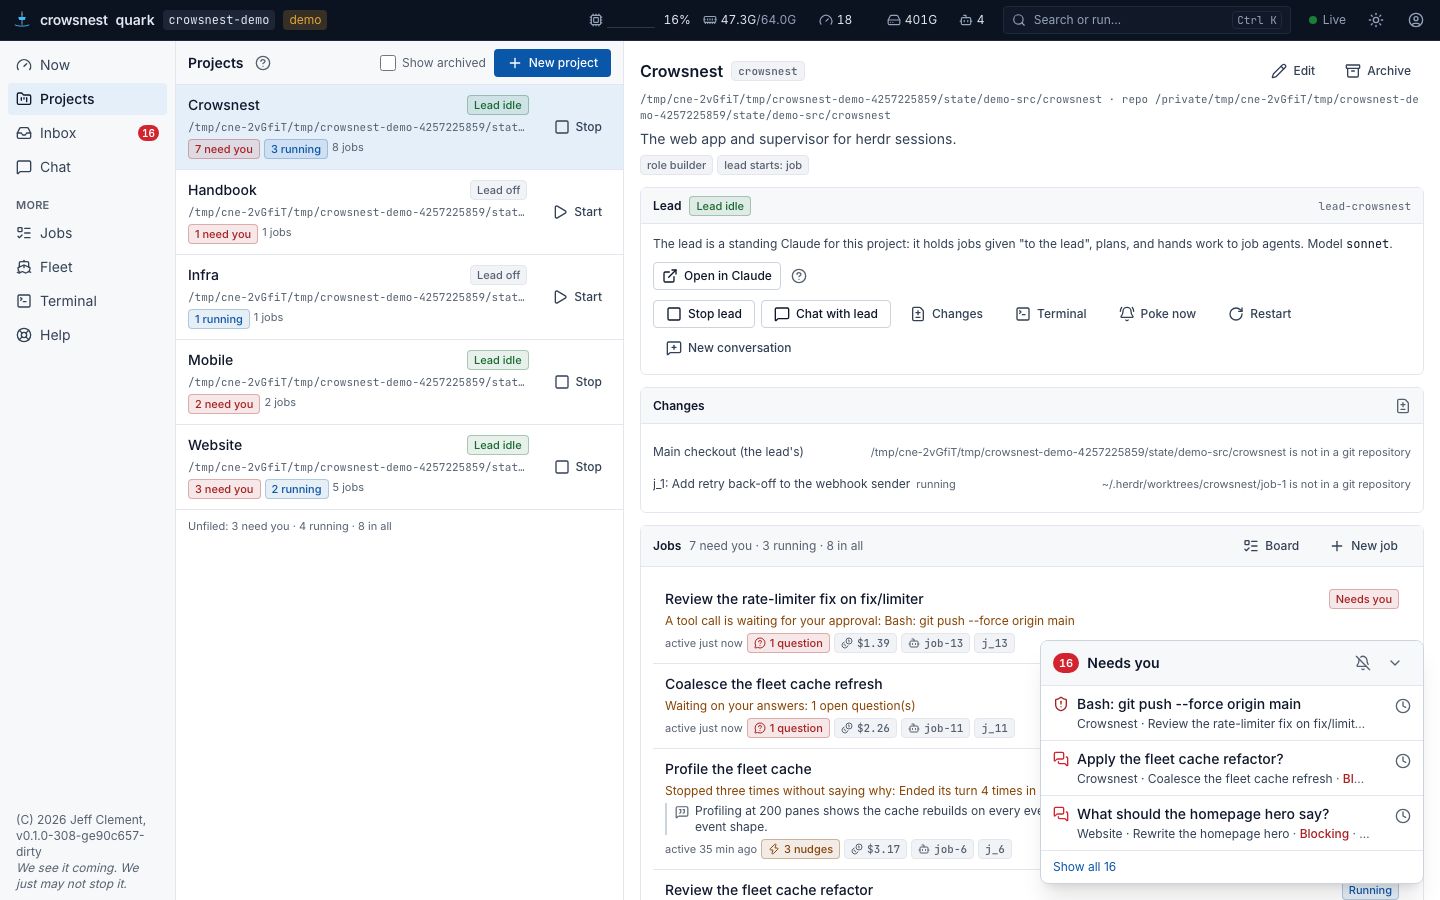 crowsnest quark crowsnest-demo demo 16% 47.3G/64.0G 18 401G 4 Search or run... Ctrl K Live
Now
Projects
Inbox 16
Chat
MORE
Jobs
Fleet
Terminal
Help
(C) 2026 Jeff Clement,
v0.1.0-308-ge90c657-
dirty
We see it coming. We
just may not stop it.
Projects Show archived New project
Crowsnest Lead idle
/tmp/cne-2vGfiT/tmp/crowsnest-demo-4257225859/stat… Stop
7 need you 3 running 8 jobs
Handbook Lead off
/tmp/cne-2vGfiT/tmp/crowsnest-demo-4257225859/stat… Start
1 need you 1 jobs
Infra Lead off
/tmp/cne-2vGfiT/tmp/crowsnest-demo-4257225859/stat… Start
1 running 1 jobs
Mobile Lead idle
/tmp/cne-2vGfiT/tmp/crowsnest-demo-4257225859/stat… Stop
2 need you 2 jobs
Website Lead idle
/tmp/cne-2vGfiT/tmp/crowsnest-demo-4257225859/stat… Stop
3 need you 2 running 5 jobs
Unfiled: 3 need you · 4 running · 8 in all
Crowsnest crowsnest Edit Archive
/tmp/cne-2vGfiT/tmp/crowsnest-demo-4257225859/state/demo-src/crowsnest · repo /private/tmp/cne-2vGfiT/tmp/crowsnest-de
mo-4257225859/state/demo-src/crowsnest
The web app and supervisor for herdr sessions.
role builder lead starts: job
Lead Lead idle lead-crowsnest
The lead is a standing Claude for this project: it holds jobs given "to the lead", plans, and hands work to job agents. Model sonnet.
Open in Claude
Stop lead Chat with lead Changes Terminal Poke now Restart
New conversation
Changes
Main checkout (the lead's) /tmp/cne-2vGfiT/tmp/crowsnest-demo-4257225859/state/demo-src/crowsnest is not in a git repository
j_1: Add retry back-off to the webhook sender running ~/.herdr/worktrees/crowsnest/job-1 is not in a git repository
Jobs 7 need you · 3 running · 8 in all Board New job
Review the rate-limiter fix on fix/limiter Needs you
A tool call is waiting for your approval: Bash: git push --force origin main
active just now 1 question $1.39 job-13 j_13
Coalesce the fleet cache refresh
Waiting on your answers: 1 open question(s)
active just now 1 question $2.26 job-11 j_11
Profile the fleet cache
Stopped three times without saying why: Ended its turn 4 times in
Profiling at 200 panes shows the cache rebuilds on every eve
event shape.
active 35 min ago 3 nudges $3.17 job-6 j_6
Review the fleet cache refactor Running
16 Needs you
Bash: git push --force origin main
Crowsnest · Review the rate-limiter fix on fix/limit…
Apply the fleet cache refactor?
Crowsnest · Coalesce the fleet cache refresh · Bl…
What should the homepage hero say?
Website · Rewrite the homepage hero · Blocking · …
Show all 16